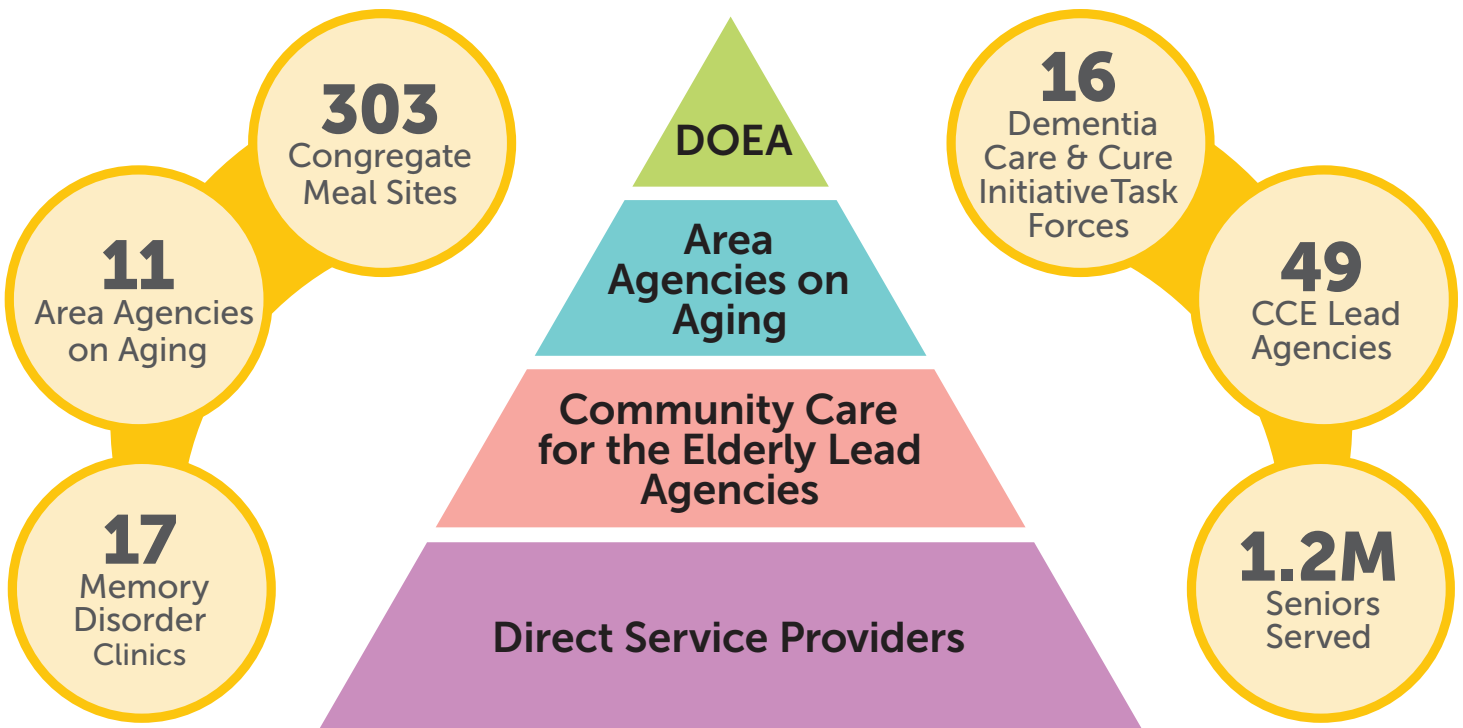 303
Congregate
Meal Sites
11
Area Agencies
on Aging
17
Memory
Disorder
Clinics
DOEA
Area
Agencies on
Aging
Community Care
for the Elderly Lead
Agencies
Direct Service Providers
16
Dementia
Care & Cure
Initiative Task
Forces
49
CCE Lead
Agencies
1.2M
Seniors
Served